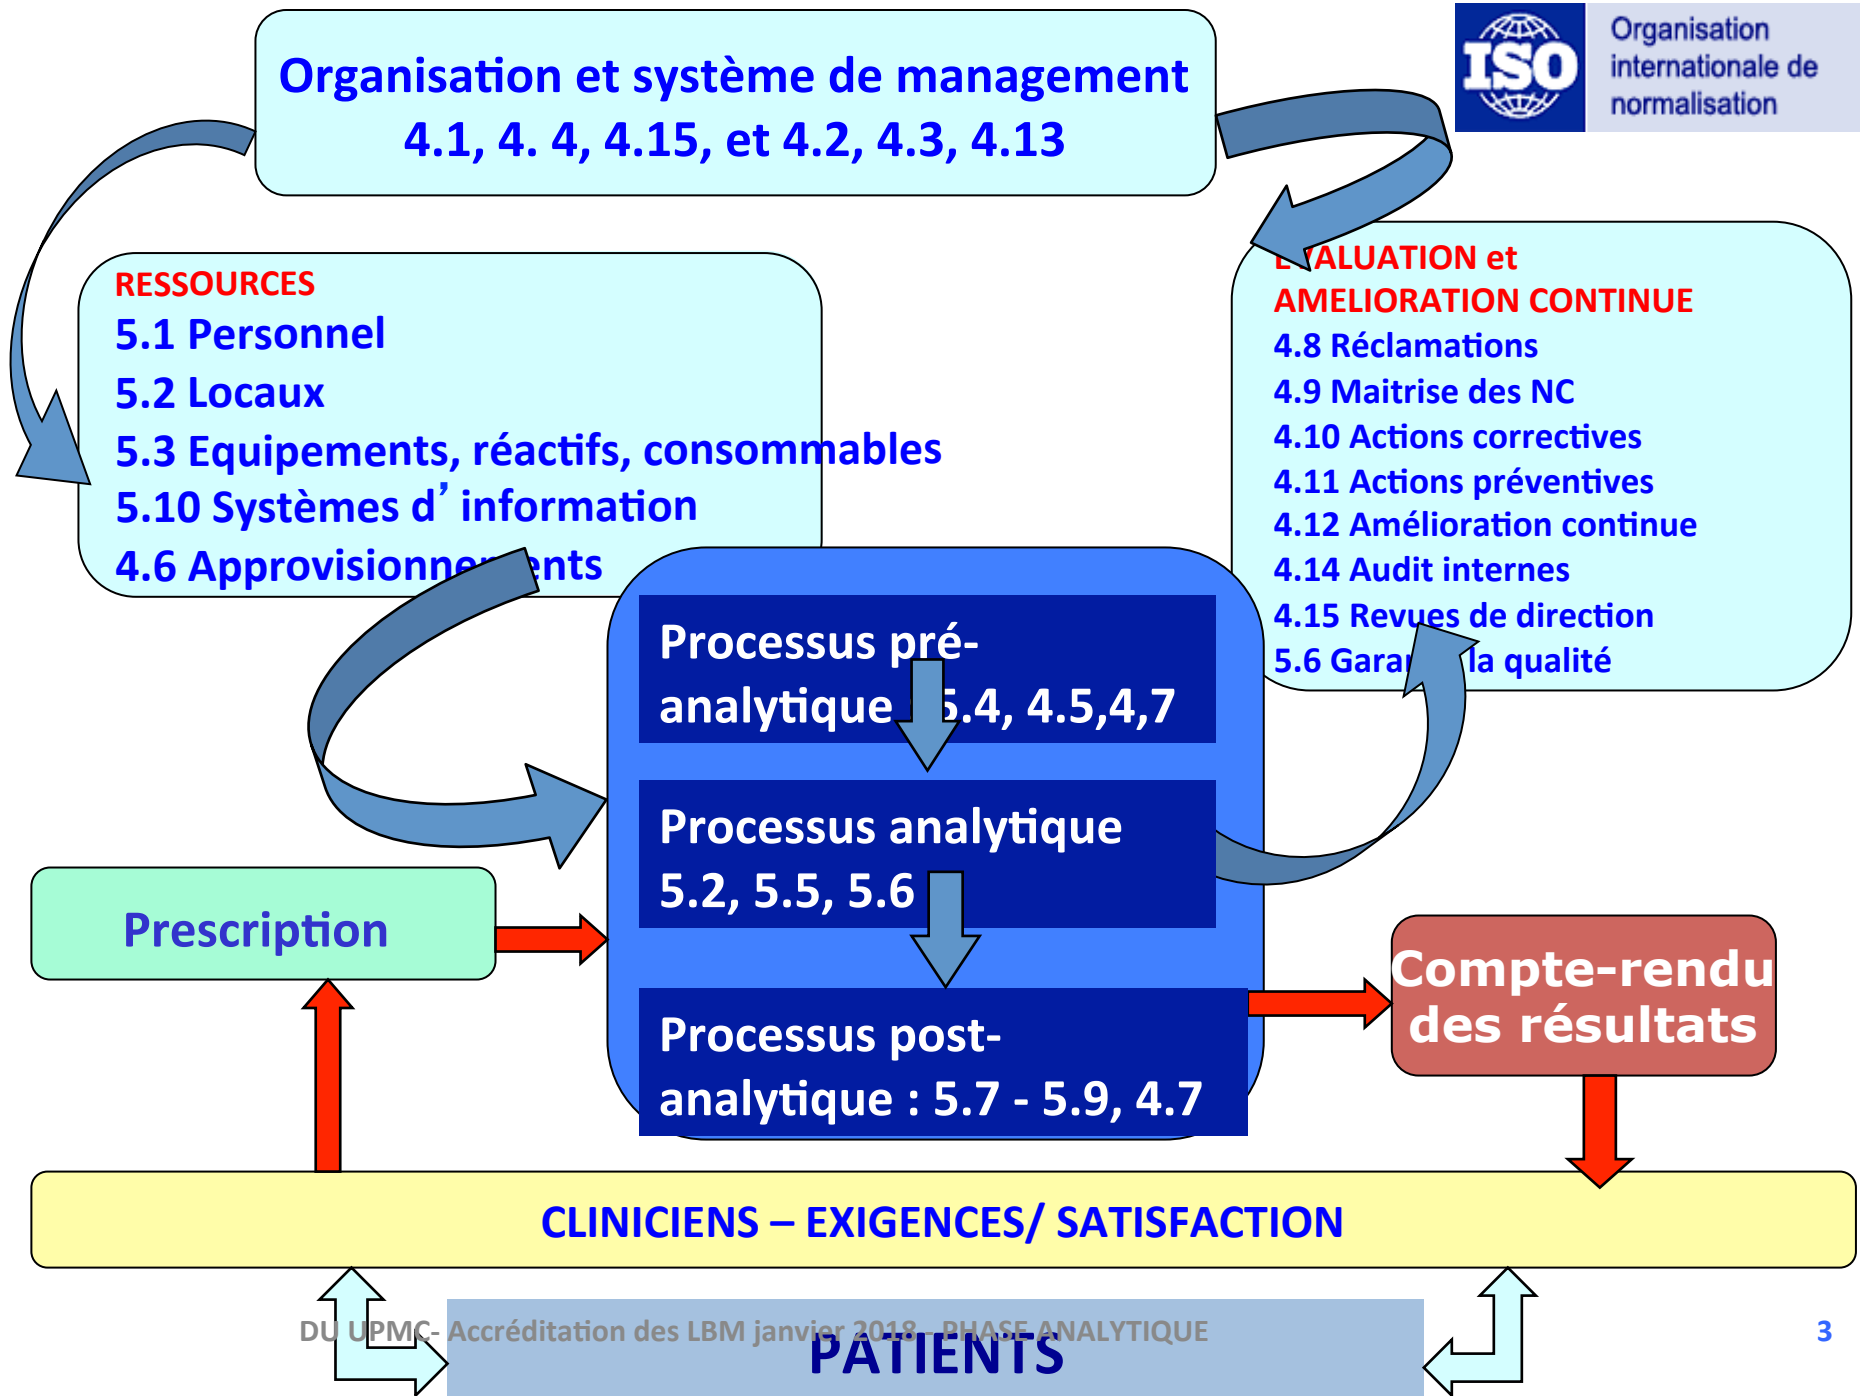 Organisation et système de management
4.1, 4. 4, 4.15, et 4.2, 4.3, 4.13
ISO
Organisation
internationale de
normalisation
RESSOURCES
5.1 Personnel
5.2 Locaux
5.3 Equipements, réactifs, consommables
5.10 Systèmes d’ information
4.6 Approvisionnements
EVALUATION et
AMELIORATION CONTINUE
4.8 Réclamations
4.9 Maitrise des NC
4.10 Actions correctives
4.11 Actions préventives
4.12 Amélioration continue
4.14 Audit internes
4.15 Revues de direction
5.6 la qualité
Processus pré-
analytique 5.4, 4.5,4,7
Processus analytique
5.2, 5.5, 5.6
Processus post-
analytique : 5.7 - 5.9, 4.7
Prescription
Compte-rendu
des résultats
CLINICIENS – EXIGENCES/ SATISFACTION
DU UPMC- Accréditation des LBM janvier 2018 - PHASE ANALYTIQUE
PATIENTS
3